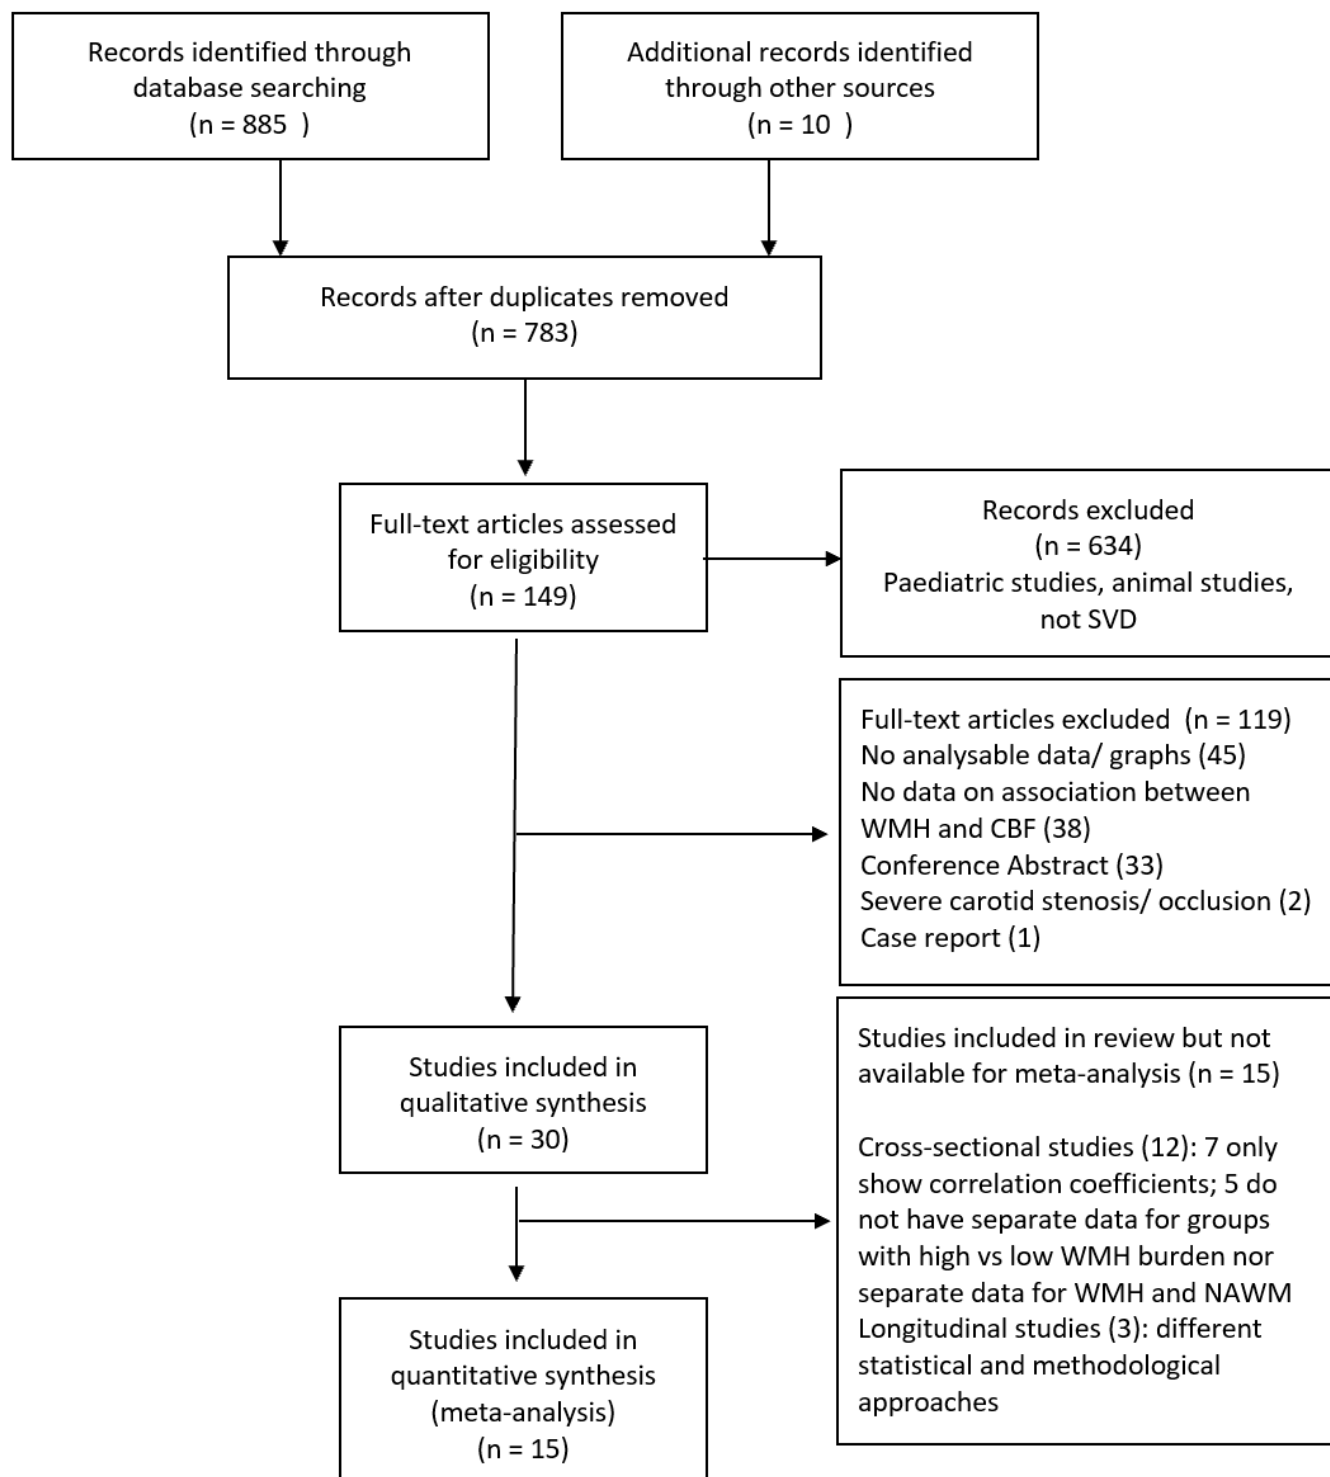 Records identified through
database searching
(n = 885  )
Additional records identified
through other sources
(n = 10  )
Records after duplicates removed
(n = 783)
Full-text articles assessed
for eligibility
(n = 149)
Records excluded
(n = 634)
Paediatric studies, animal studies,
not SVD
Full-text articles excluded  (n = 119)
No analysable data/ graphs (45)
No data on association between
WMH and CBF (38)
Conference Abstract (33)
Severe carotid stenosis/ occlusion (2)
Case report (1)
Studies included in
qualitative synthesis
(n = 30)
Studies included in review but not
available for meta-analysis (n = 15)
Cross-sectional studies (12): 7 only
show correlation coefficients; 5 do
not have separate data for groups
with high vs low WMH burden nor
separate data for WMH and NAWM
Longitudinal studies (3): different
statistical and methodological
approaches
Studies included in
quantitative synthesis
(meta-analysis)
(n = 15)